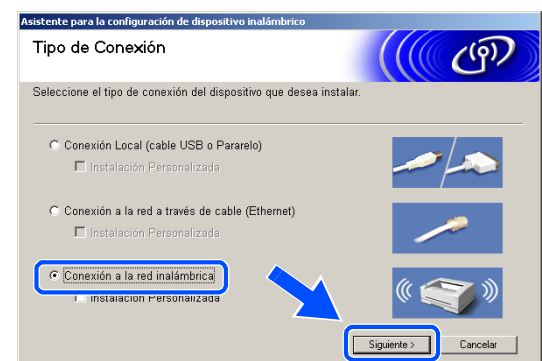 Asistente para la configuración de dispositivo inalámbrico
Tipo de Conexión
Seleccione el tipo de conexión del dispositivo que desea instalar.
Conexión Local (cable USB o Pararelo)
Instalación Personalizada
Conexión a la red a través de cable (Ethernet)
Instalación Personalizada
Conexión a la red inalámbrica
Instalación Personalizada
Siguiente >
Cancelar